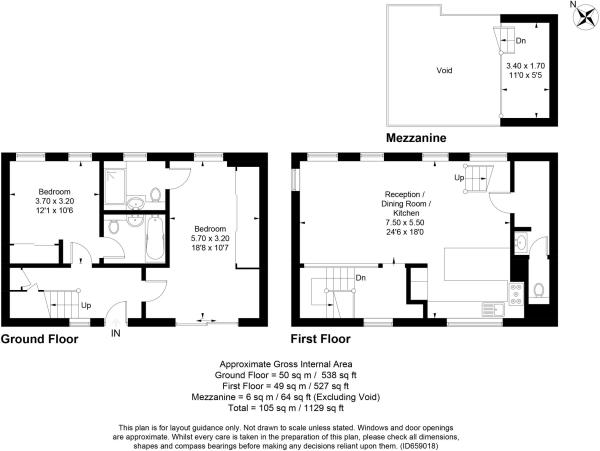 N
Dn
3.40 x 1.70
11'0 x 5'5
Void
Mezzanine
Bedroom
3.70 x 3.20
12'1 x 10'6
Bedroom
5.70 x 3.20
18'8 x 10'7
Up
IN
Ground Floor
Up
Reception /
Dining Room /
Kitchen
7.50 x 5.50
24'6 x 18'0
Dn
First Floor
Approximate Gross Internal Area
Ground Floor = 50 sq m / 538 sq ft
First Floor = 49 sq m / 527 sq ft
Mezzanine = 6 sq m / 64 sq ft (Excluding Void)
Total = 105 sq m / 1129 sq ft
This plan is for layout guidance only. Not drawn to scale unless stated. Windows and door openings
are approximate. Whilst every care is taken in the preparation of this plan, please check all dimensions,
shapes and compass bearings before making any decisions reliant upon them. (ID659018)